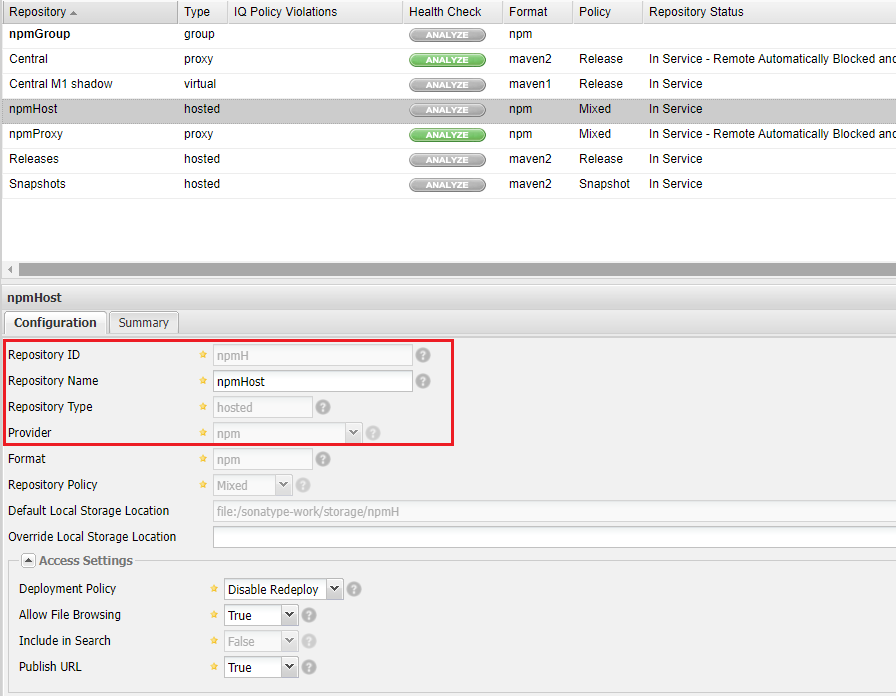 Repository Type IQ Policy Violations Health Check Format Policy Repository Status
npmGroup group ANALYZE npm
Central proxy ANALYZE maven2 Release In Service - Remote Automatically Blocked and
Central M1 shadow virtual ANALYZE maven1 Release In Service
npmHost hosted ANALYZE npm Mixed In Service
npmProxy proxy ANALYZE npm Mixed In Service - Remote Automatically Blocked and
Releases hosted ANALYZE maven2 Release In Service
Snapshots hosted ANALYZE maven2 Snapshot In Service
npmHost
Configuration Summary
Repository ID npmH ?
Repository Name npmHost ?
Repository Type hosted ?
Provider npm ?
Format npm ?
Repository Policy Mixed ?
Default Local Storage Location file:/sonatype-work/storage/npmH
Override Local Storage Location
Access Settings
Deployment Policy Disable Redeploy ?
Allow File Browsing True ?
Include in Search False ?
Publish URL True ?